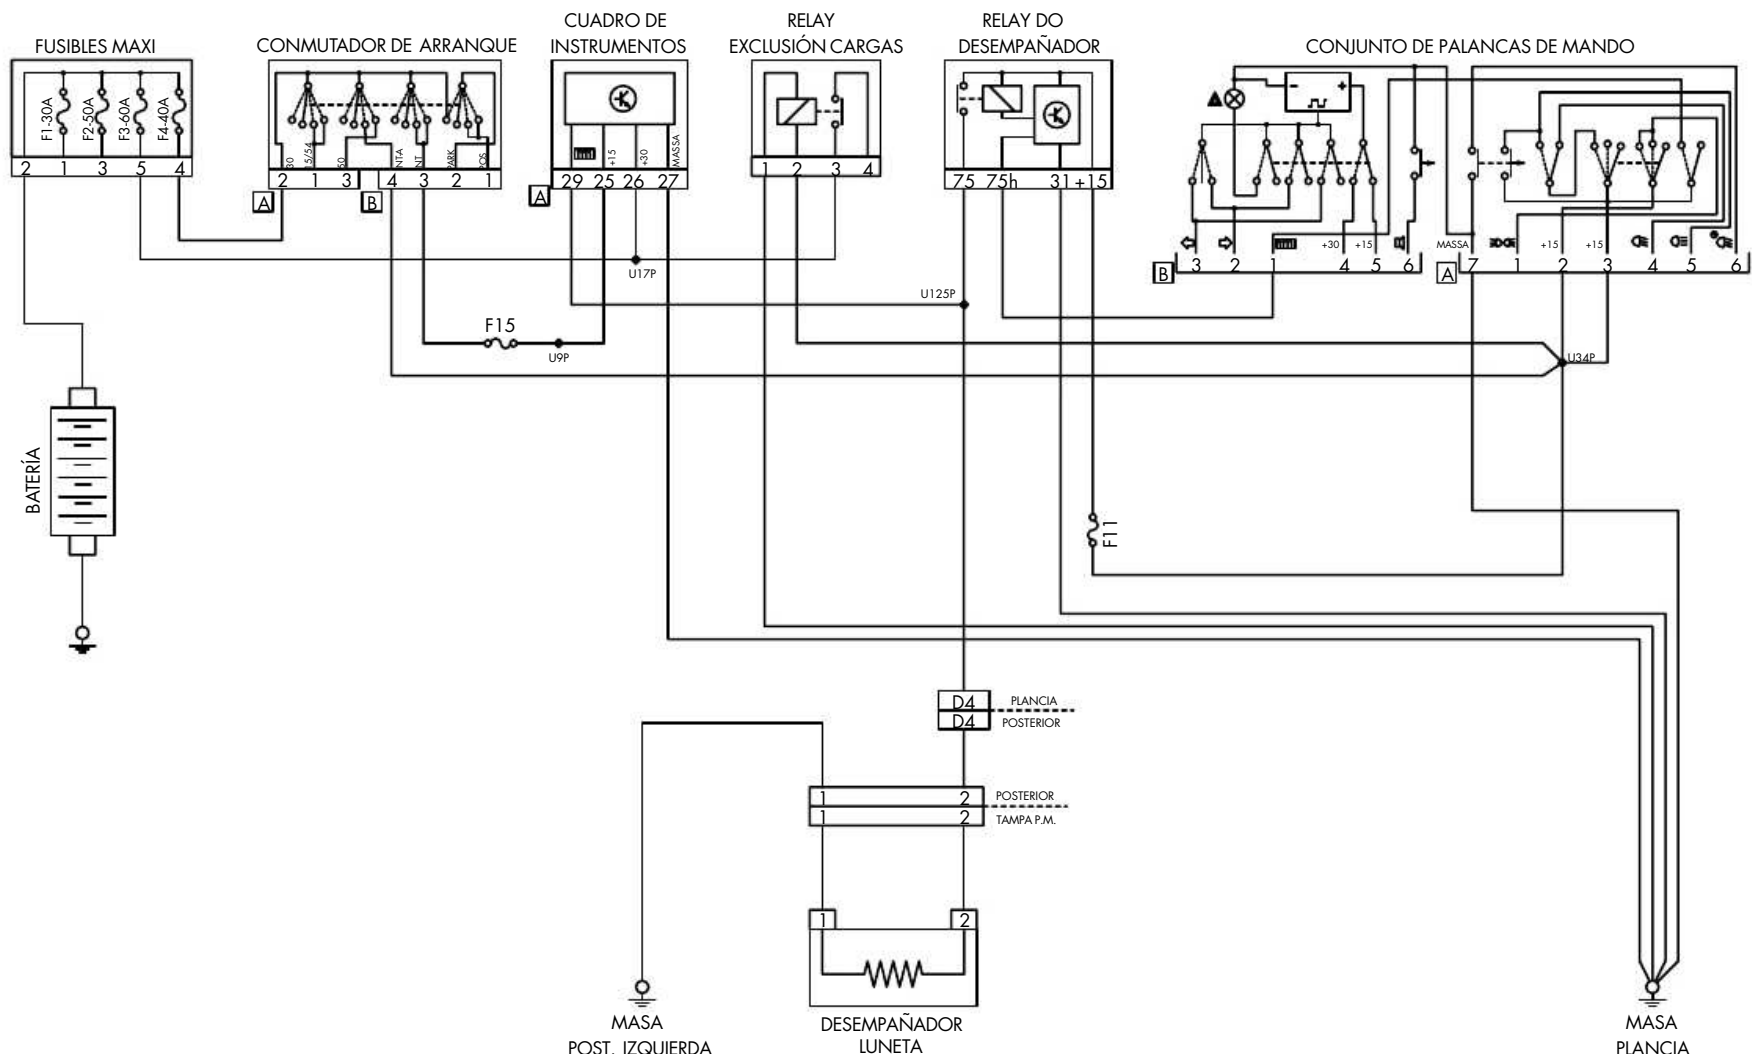 FUSIBLES MAXI
CONMUTADOR DE ARRANQUE
CUADRO DE
INSTRUMENTOS
RELAY
EXCLUSIÓN CARGAS
RELAY DO
DESEMPAÑADOR
CONJUNTO DE PALANCAS DE MANDO
F1-30A
F2-50A
F3-60A
F4-40A
2 1 3 5 4
30
15/54
50
INTA
INT
PARK
POS
A
2 1 3
B
4 3 2 1
+15
+30
MASSA
A
29 25 26 27
1 2 3 4
75 75h 31 +15
- +
+30
+15
B
3 2 1 4 5 6
MASSA
+15
+15
A
7 1 2 3 4 5 6
U17P
U125P
F15
U9P
U34P
BATERÍA
F11
D4
PLANCIA
D4
POSTERIOR
1 2
POSTERIOR
1 2
TAMPA P.M.
1 2
MASA
POST. IZQUIERDA
DESEMPAÑADOR
LUNETA
MASA
PLANCIA